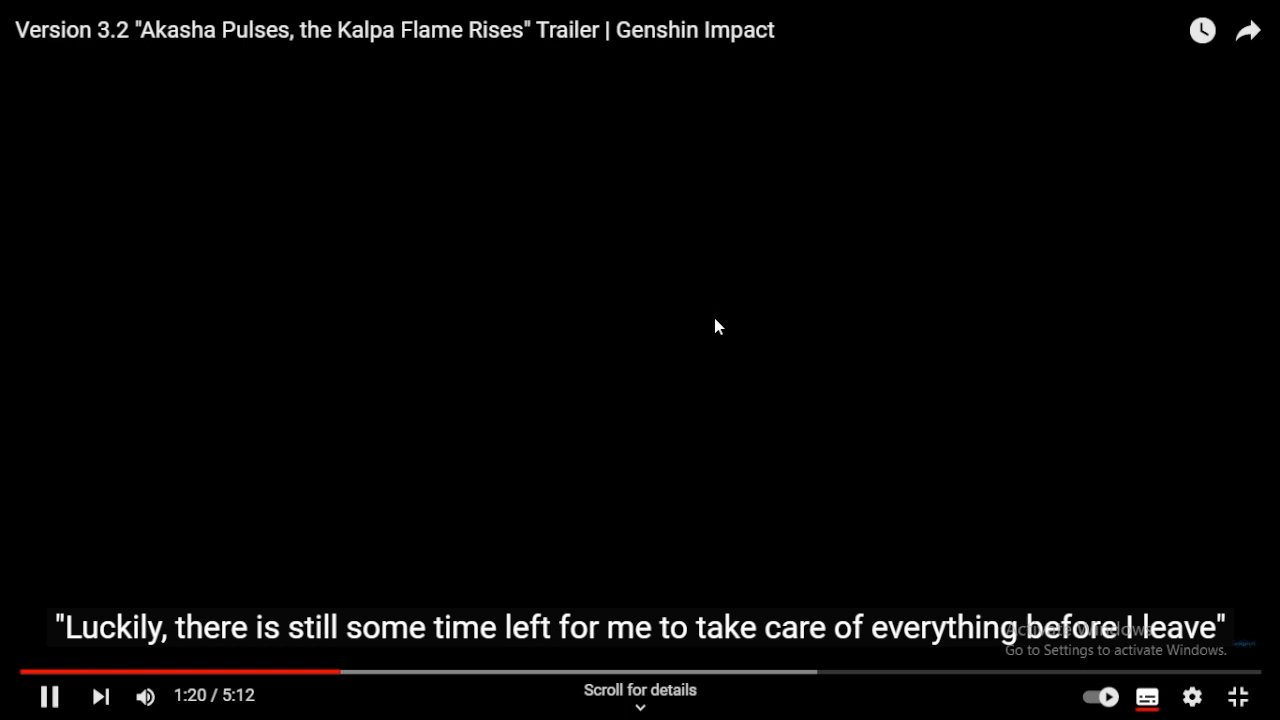 Version 3.2 "Akasha Pulses, the Kalpa Flame Rises" Trailer | Genshin Impact
"Luckily, there is still some time left for me to take care of everything before I leave"
Activate Windows
Go to Settings to activate Windows.
1:20 / 5:12
Scroll for details